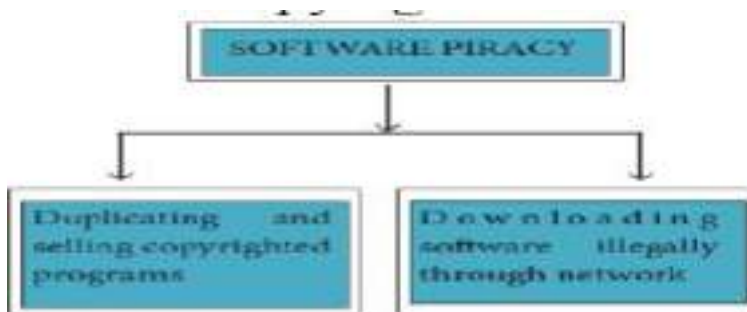 SOFTWARE PIRACY
Duplicating and
selling copyrighted
programs
Downloading
software illegally
through network